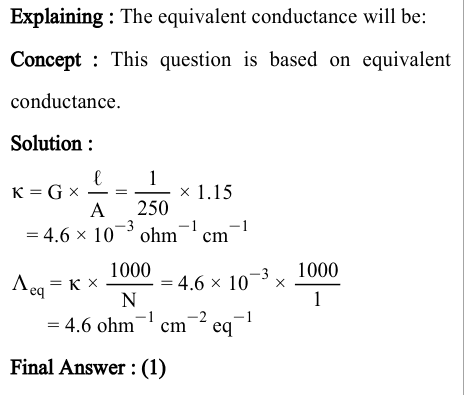 Explaining : The equivalent conductance will be:
Concept : This question is based on equivalent
conductance.
Solution :
κ = G × ℓ/A = 1/250 × 1.15
= 4.6 × 10⁻³ ohm⁻¹ cm⁻¹
Λeq = κ × 1000/N = 4.6 × 10⁻³ × 1000/1
= 4.6 ohm⁻¹ cm⁻² eq⁻¹
Final Answer : (1)